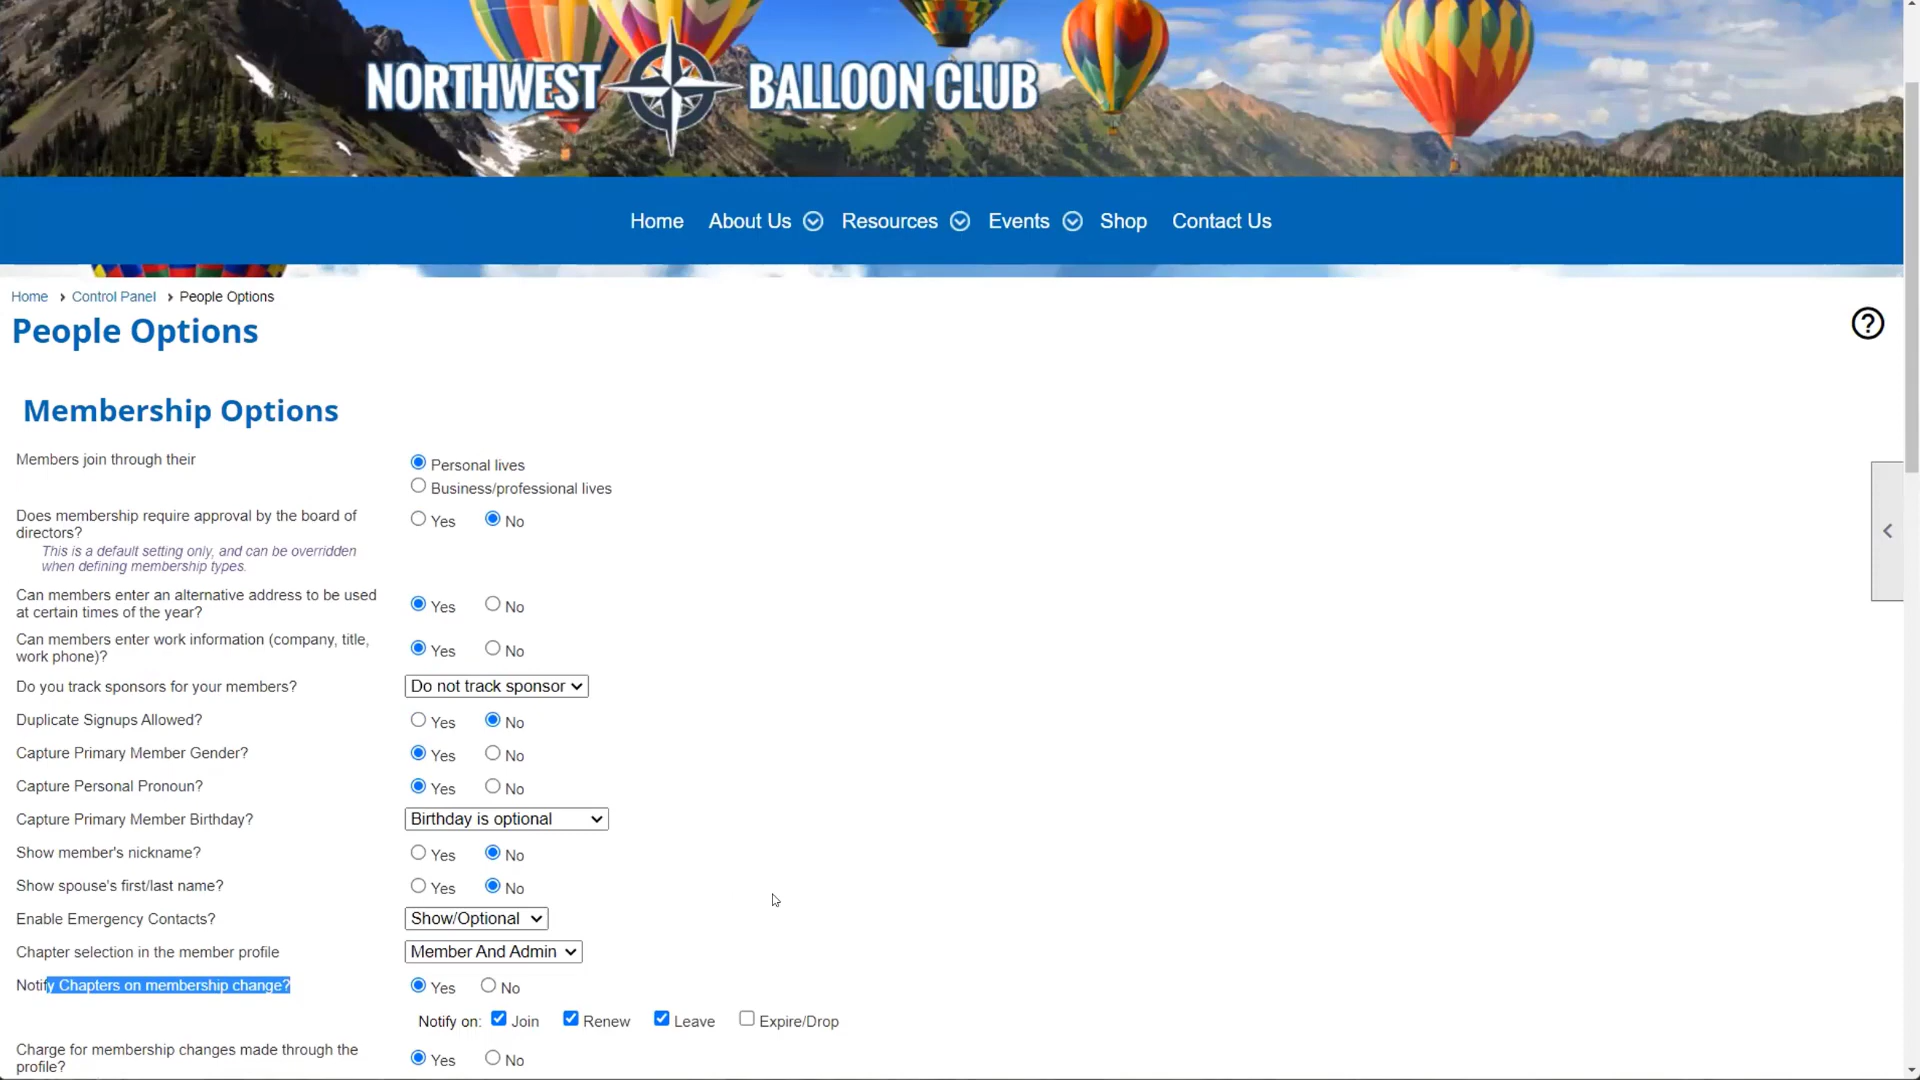 NORTHWEST BALLOON CLUB
Home About Us Resources Events Shop Contact Us
Home › Control Panel › People Options
People Options
?
Membership Options
Members join through their
Personal lives
Business/professional lives
Does membership require approval by the board of
directors?
Yes No
This is a default setting only, and can be overridden
when defining membership types.
Can members enter an alternative address to be used
at certain times of the year?
Yes No
Can members enter work information (company, title,
work phone)?
Yes No
Do you track sponsors for your members? Do not track sponsor
Duplicate Signups Allowed? Yes No
Capture Primary Member Gender? Yes No
Capture Personal Pronoun? Yes No
Capture Primary Member Birthday? Birthday is optional
Show member's nickname? Yes No
Show spouse's first/last name? Yes No
Enable Emergency Contacts? Show/Optional
Chapter selection in the member profile Member And Admin
Notify Chapters on membership change? Yes No
Notify on: Join Renew Leave Expire/Drop
Charge for membership changes made through the
profile?
Yes No